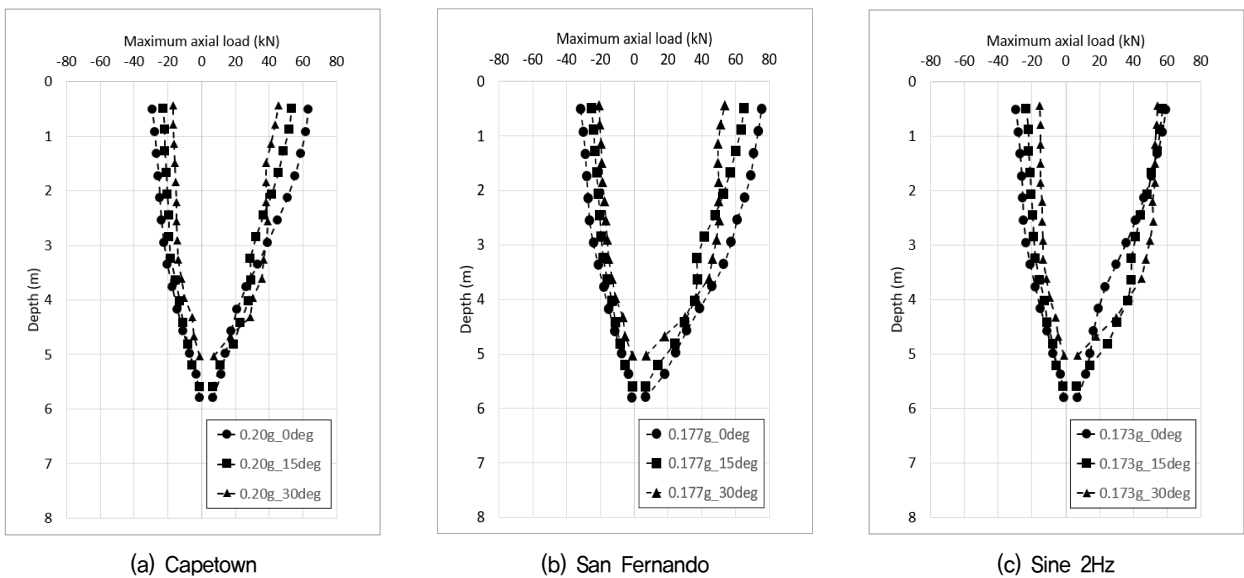 Maximum axial load (kN)
-80 -60 -40 -20 0 20 40 60 80
0
1
2
3
4
5
6
7
8
Depth (m)
0.20g_0deg
0.20g_15deg
0.20g_30deg
(a) Capetown
Maximum axial load (kN)
-80 -60 -40 -20 0 20 40 60 80
0
1
2
3
4
5
6
7
8
Depth (m)
0.177g_0deg
0.177g_15deg
0.177g_30deg
(b) San Fernando
Maximum axial load (kN)
-80 -60 -40 -20 0 20 40 60 80
0
1
2
3
4
5
6
7
8
Depth (m)
0.173g_0deg
0.173g_15deg
0.173g_30deg
(c) Sine 2Hz